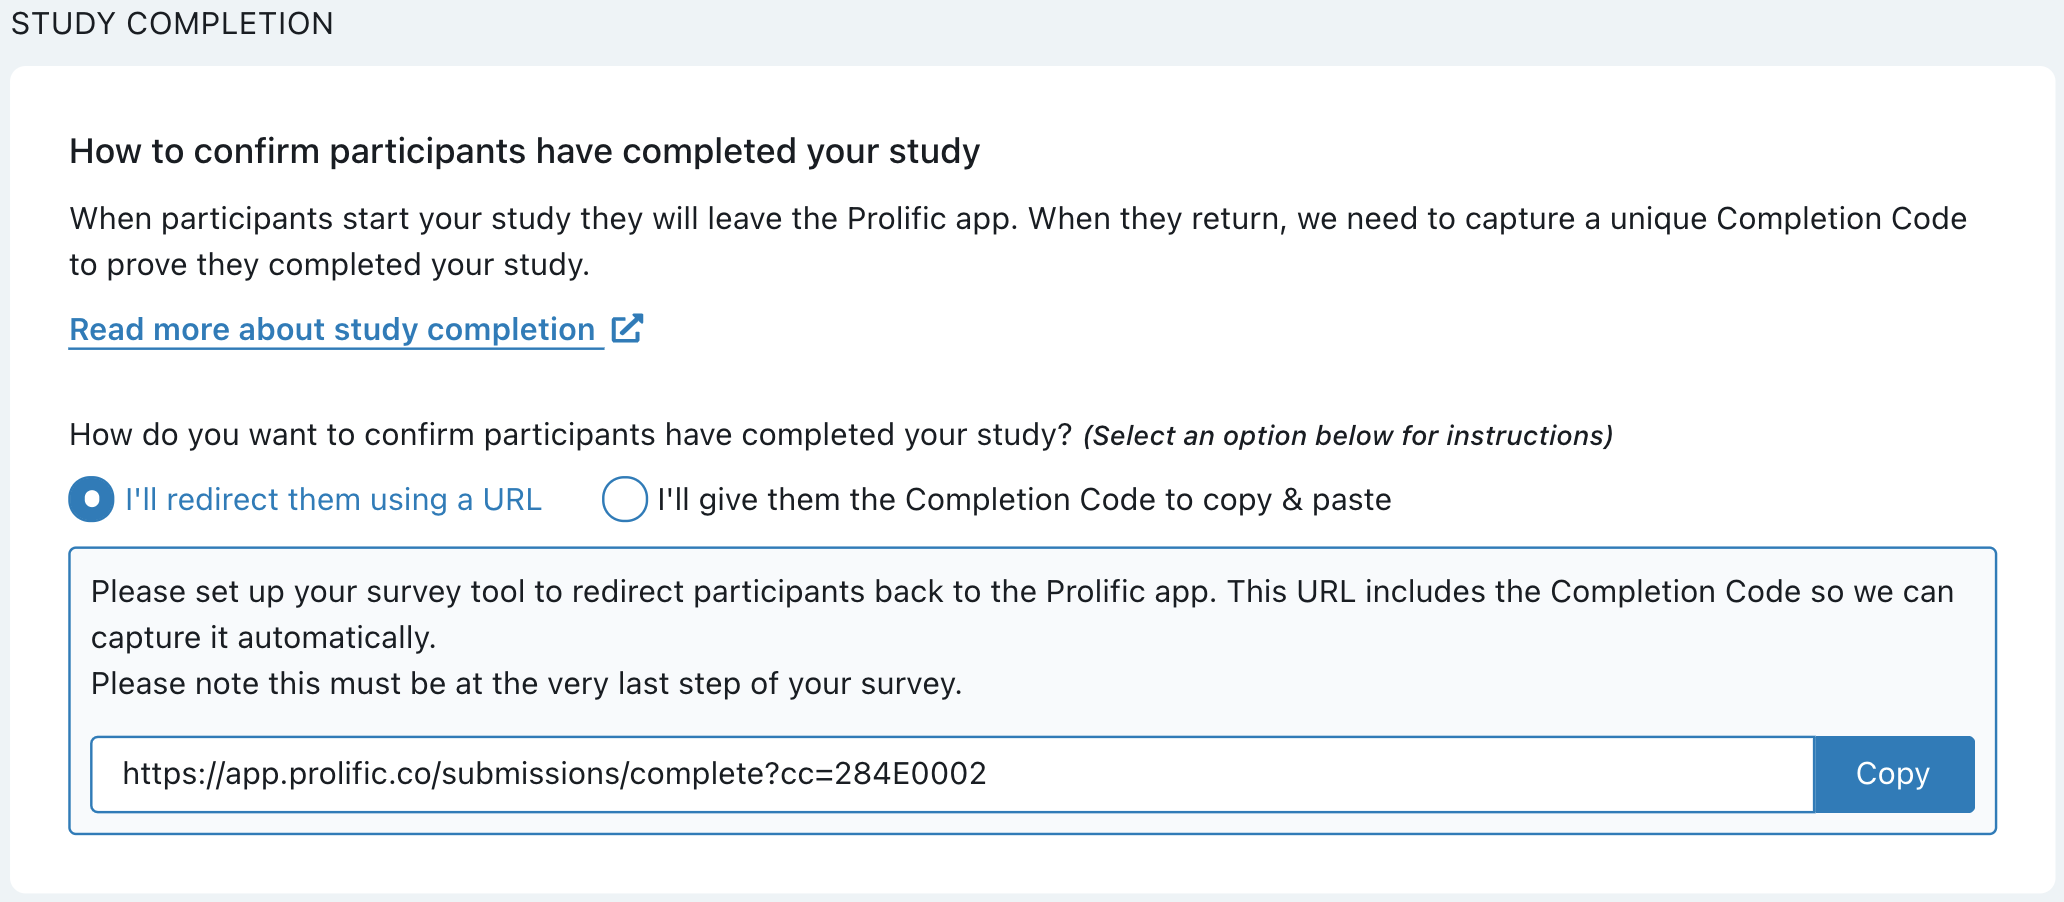 STUDY COMPLETION
How to confirm participants have completed your study
When participants start your study they will leave the Prolific app. When they return, we need to capture a unique Completion Code
to prove they completed your study.
Read more about study completion
How do you want to confirm participants have completed your study? (Select an option below for instructions)
I'll redirect them using a URL I'll give them the Completion Code to copy & paste
Please set up your survey tool to redirect participants back to the Prolific app. This URL includes the Completion Code so we can
capture it automatically.
Please note this must be at the very last step of your survey.
https://app.prolific.co/submissions/complete?cc=284E0002 Copy